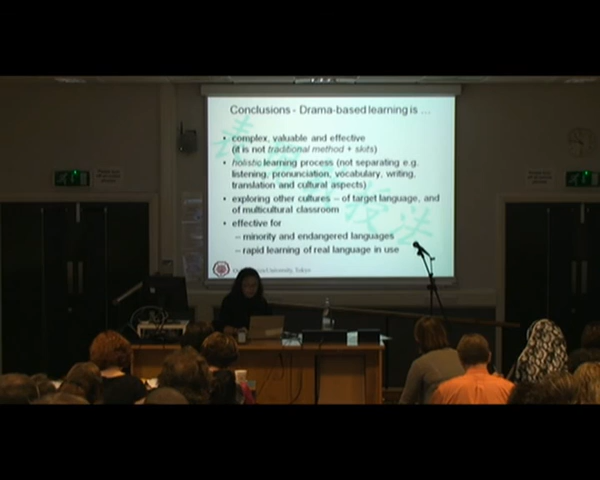 Conclusions - Drama-based learning is ...
• complex, valuable and effective
(it is not traditional method + skits)
• holistic learning process (not separating e.g.
listening, pronunciation, vocabulary, writing,
translation and cultural aspects)
• exploring other cultures – of target language, and
of multicultural classroom
• effective for
– minority and endangered languages
– rapid learning of real language in use
University, Tokyo